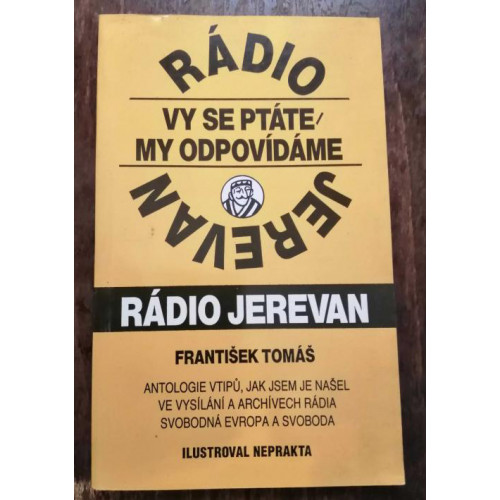 RÁDIO
VY SE PTÁTE/
MY ODPOVÍDÁME
JEREVAN
RÁDIO JEREVAN
FRANTIŠEK TOMÁŠ
ANTOLOGIE VTIPŮ, JAK JSEM JE NAŠEL
VE VYSÍLÁNÍ A ARCHÍVECH RÁDIA
SVOBODNÁ EVROPA A SVOBODA
ILUSTROVAL NEPRAKTA